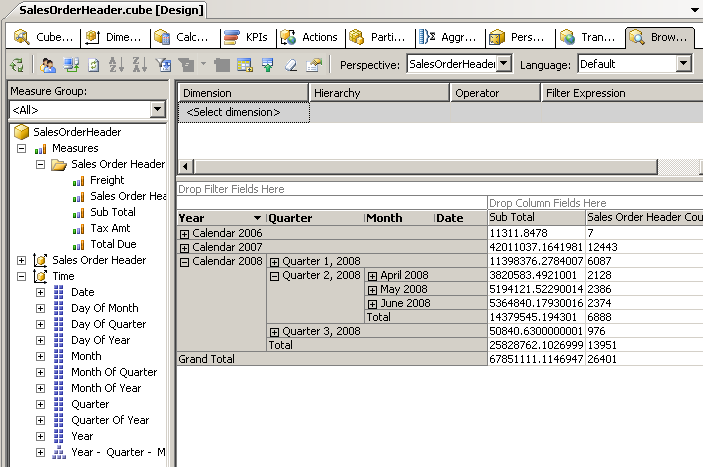 SalesOrderHeader.cube [Design]
Cube... Dime... Calc... KPIs Actions Parti... Aggr... Pers... Tran... Brow...
Perspective: SalesOrderHeader Language: Default
Measure Group:
<All>
SalesOrderHeader
Measures
Sales Order Header
Freight
Sales Order Hea
Sub Total
Tax Amt
Total Due
Sales Order Header
Time
Date
Day Of Month
Day Of Quarter
Day Of Year
Month
Month Of Quarter
Month Of Year
Quarter
Quarter Of Year
Year
Year - Quarter - M
Dimension Hierarchy Operator Filter Expression
<Select dimension>
Drop Filter Fields Here
Drop Column Fields Here
Year Quarter Month Date Sub Total Sales Order Header Cou
Calendar 2006 11311.8478 7
Calendar 2007 42011037.1641981 12443
Calendar 2008 Quarter 1, 2008 11398376.2784007 6087
Quarter 2, 2008 April 2008 3820583.4921001 2128
May 2008 5194121.52290014 2386
June 2008 5364840.17930016 2374
Total 14379545.194301 6888
Quarter 3, 2008 50840.6300000001 976
Total 25828762.1026999 13951
Grand Total 67851111.1146947 26401